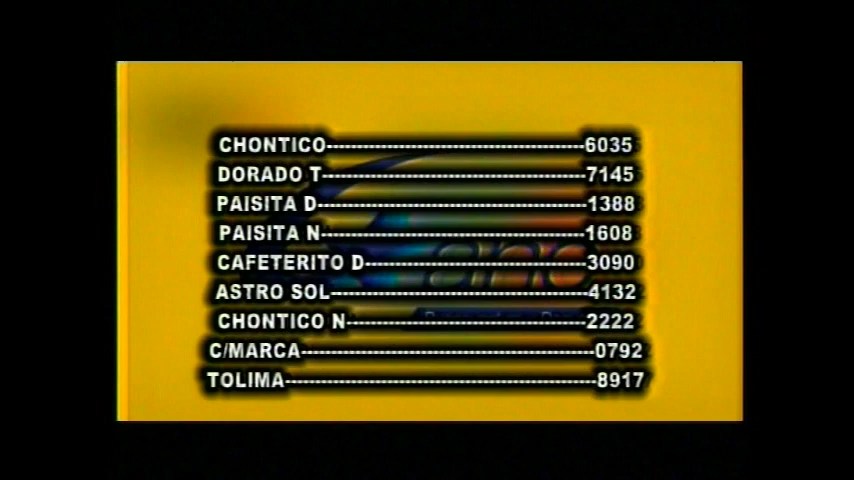 CHONTICO---------------------------------------------6035
DORADO T----------------------------------------------7145
PAISITA D-----------------------------------------------1388
PAISITA N----------------------------------------------1608
CAFETERITO D---------------------------------------3090
ASTRO SOL---------------------------------------------4132
CHONTICO N------------------------------------------2222
C/MARCA---------------------------------------------------0792
TOLIMA-------------------------------------------------------8917